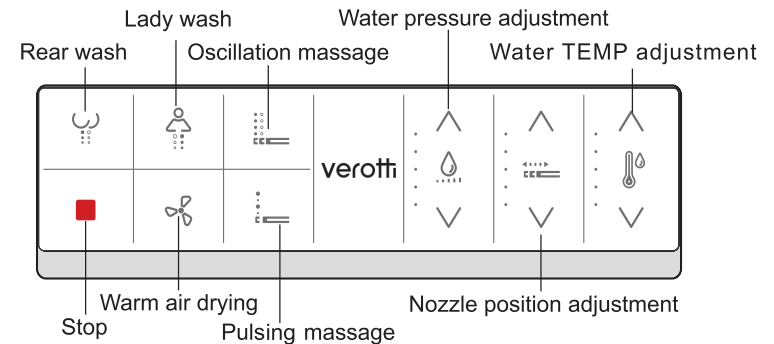 Lady wash
Water pressure adjustment
Rear wash
Oscillation massage
Water TEMP adjustment
verotti
Warm air drying
Nozzle position adjustment
Stop
Pulsing massage